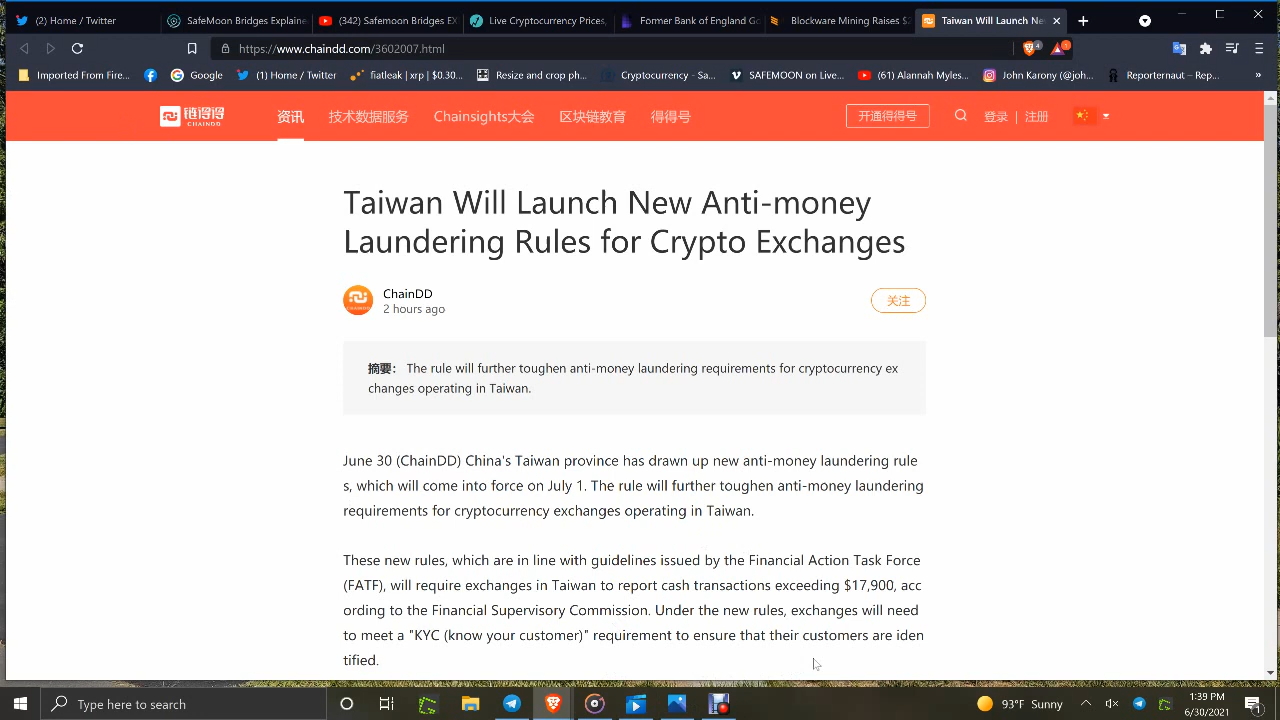 (2) Home / Twitter
SafeMoon Bridges Explaine
(342) Safemoon Bridges EX
Live Cryptocurrency Prices,
Former Bank of England Go
Blockware Mining Raises $
Taiwan Will Launch Ne
https://www.chaindd.com/3602007.html
4
1
Imported From Fire...
Google
(1) Home / Twitter
fiatleak | xrp | $0.30...
Resize and crop ph...
Cryptocurrency - Sa...
SAFEMOON on Live...
(61) Alannah Myles...
John Karony (@joh...
Reporternaut – Rep...
»
链得得
CHAINDD
资讯
技术数据服务
Chainsights大会
区块链教育
得得号
开通得得号
登录 | 注册
Taiwan Will Launch New Anti-money
Laundering Rules for Crypto Exchanges
ChainDD
2 hours ago
关注
摘要： The rule will further toughen anti-money laundering requirements for cryptocurrency ex
changes operating in Taiwan.
June 30 (ChainDD) China's Taiwan province has drawn up new anti-money laundering rule
s, which will come into force on July 1. The rule will further toughen anti-money laundering
requirements for cryptocurrency exchanges operating in Taiwan.
These new rules, which are in line with guidelines issued by the Financial Action Task Force
(FATF), will require exchanges in Taiwan to report cash transactions exceeding $17,900, acc
ording to the Financial Supervisory Commission. Under the new rules, exchanges will need
to meet a "KYC (know your customer)" requirement to ensure that their customers are iden
tified.
Type here to search
93°F Sunny
1:39 PM
6/30/2021
1